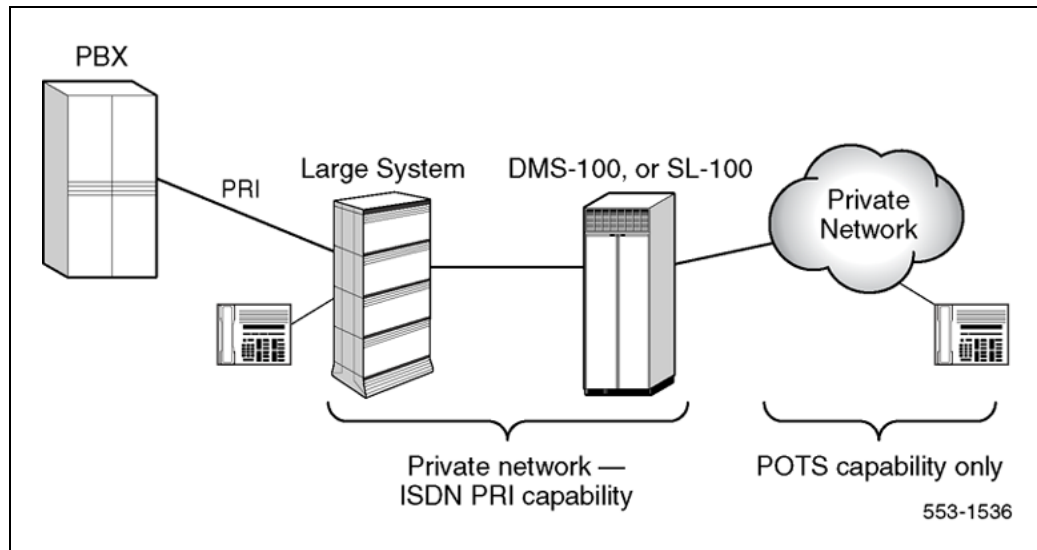 PBX
PRI
Large System
DMS-100, or SL-100
Private
Network
Private network —
ISDN PRI capability
POTS capability only
553-1536